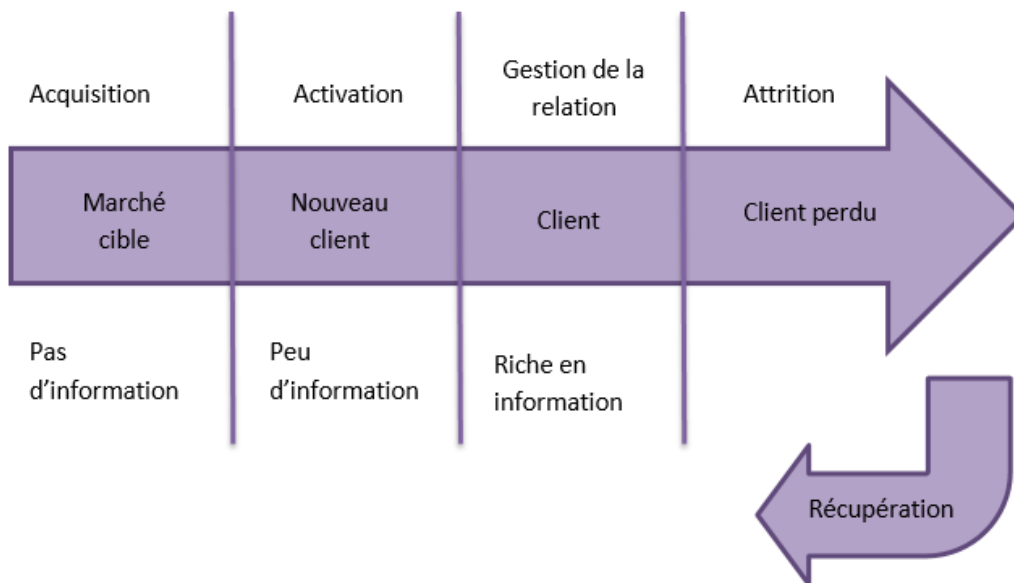 Acquisition
Activation
Gestion de la
relation
Attrition
Marché
cible
Nouveau
client
Client
Client perdu
Pas
d’information
Peu
d’information
Riche en
information
Récupération